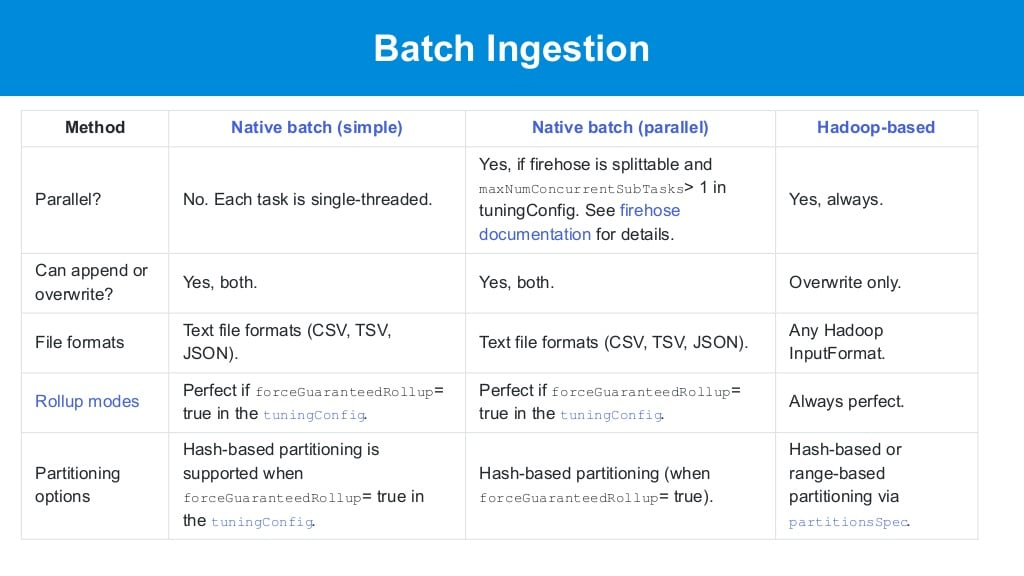 Batch Ingestion
Method
Native batch (simple)
Native batch (parallel)
Hadoop-based
Parallel?
No. Each task is single-threaded.
Yes, if firehose is splittable and
maxNumConcurrentSubTasks> 1 in
tuningConfig. See firehose
documentation for details.
Yes, always.
Can append or
overwrite?
Yes, both.
Yes, both.
Overwrite only.
File formats
Text file formats (CSV, TSV,
JSON).
Text file formats (CSV, TSV, JSON).
Any Hadoop
InputFormat.
Rollup modes
Perfect if forceGuaranteedRollup=
true in the tuningConfig.
Perfect if forceGuaranteedRollup=
true in the tuningConfig.
Always perfect.
Partitioning
options
Hash-based partitioning is
supported when
forceGuaranteedRollup= true in
the tuningConfig.
Hash-based partitioning (when
forceGuaranteedRollup= true).
Hash-based or
range-based
partitioning via
partitionsSpec.